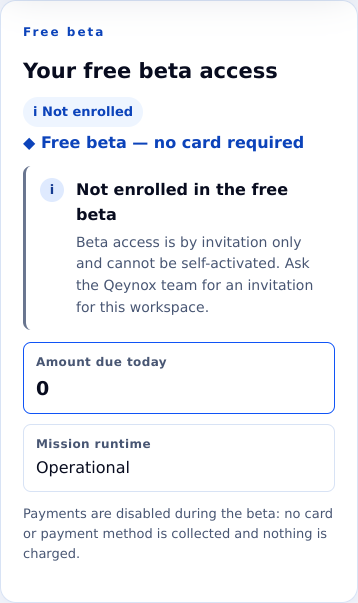 Free beta
Your free beta access
i Not enrolled
◆ Free beta — no card required
i
Not enrolled in the free
beta
Beta access is by invitation only
and cannot be self-activated. Ask
the Qeynox team for an invitation
for this workspace.
Amount due today
0
Mission runtime
Operational
Payments are disabled during the beta: no card
or payment method is collected and nothing is
charged.